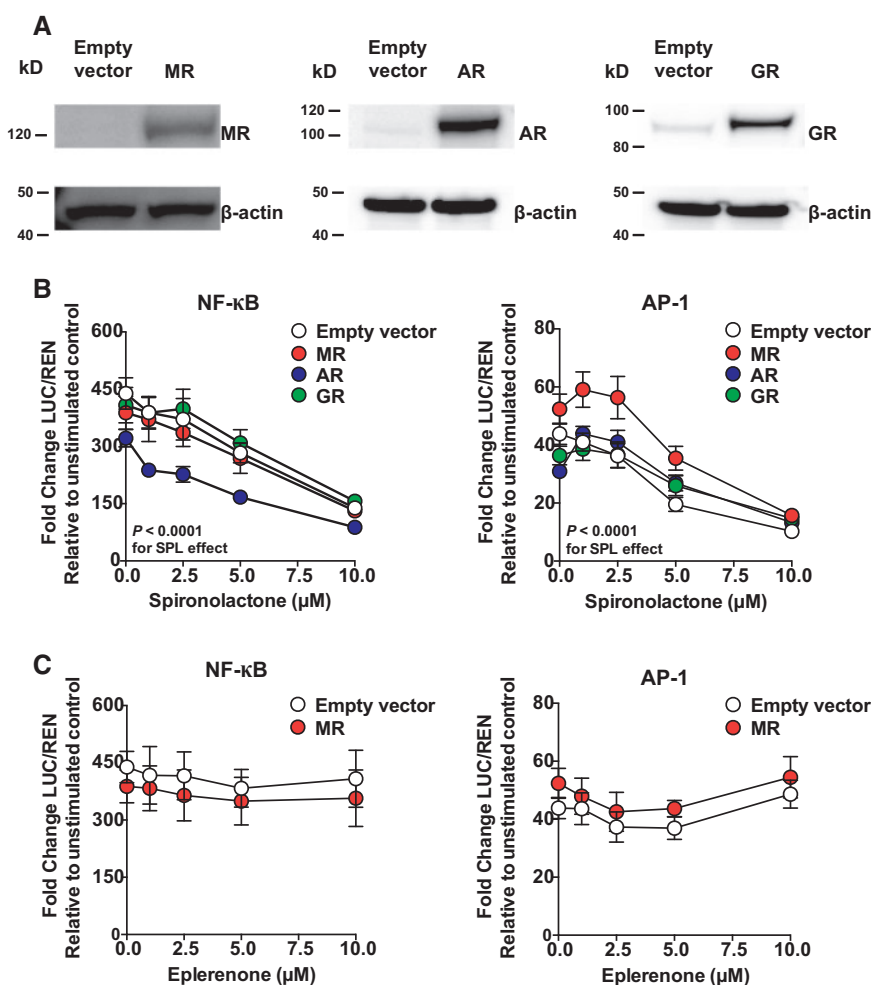 A
kD
Empty vector
MR
120
MR
50
40
β-actin
kD
Empty vector
AR
120
100
AR
50
40
β-actin
kD
Empty vector
GR
100
80
GR
50
40
β-actin
B
NF-κB
Fold Change LUC/REN
Relative to unstimulated control
600
450
300
150
0
Empty vector
MR
AR
GR
P < 0.0001
for SPL effect
0.0 2.5 5.0 7.5 10.0
Spironolactone (μM)
AP-1
Fold Change LUC/REN
Relative to unstimulated control
80
60
40
20
0
Empty vector
MR
AR
GR
P < 0.0001
for SPL effect
0.0 2.5 5.0 7.5 10.0
Spironolactone (μM)
C
NF-κB
Fold Change LUC/REN
Relative to unstimulated control
600
450
300
150
0
Empty vector
MR
0.0 2.5 5.0 7.5 10.0
Eplerenone (μM)
AP-1
Fold Change LUC/REN
Relative to unstimulated control
80
60
40
20
0
Empty vector
MR
0.0 2.5 5.0 7.5 10.0
Eplerenone (μM)